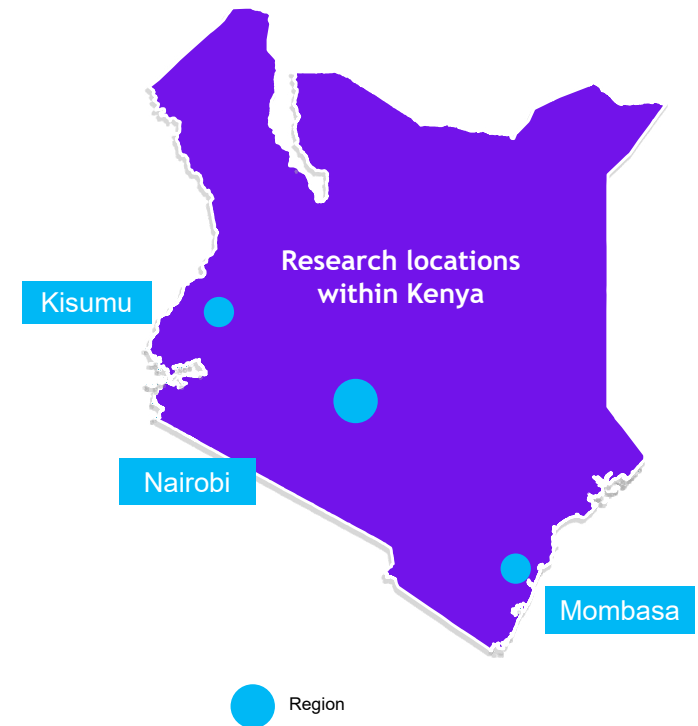 Research locations
within Kenya
Kisumu
Nairobi
Mombasa
Region